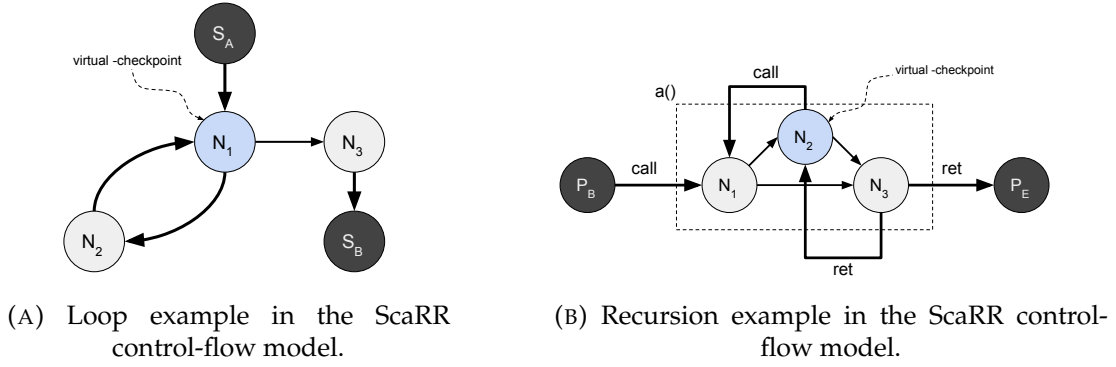 S_A
virtual -checkpoint
N_1
N_3
N_2
S_B
(A) Loop example in the ScaRR
control-flow model.
call
virtual -checkpoint
a()
N_2
call
P_B
N_1
N_3
ret
P_E
ret
(B) Recursion example in the ScaRR control-
flow model.